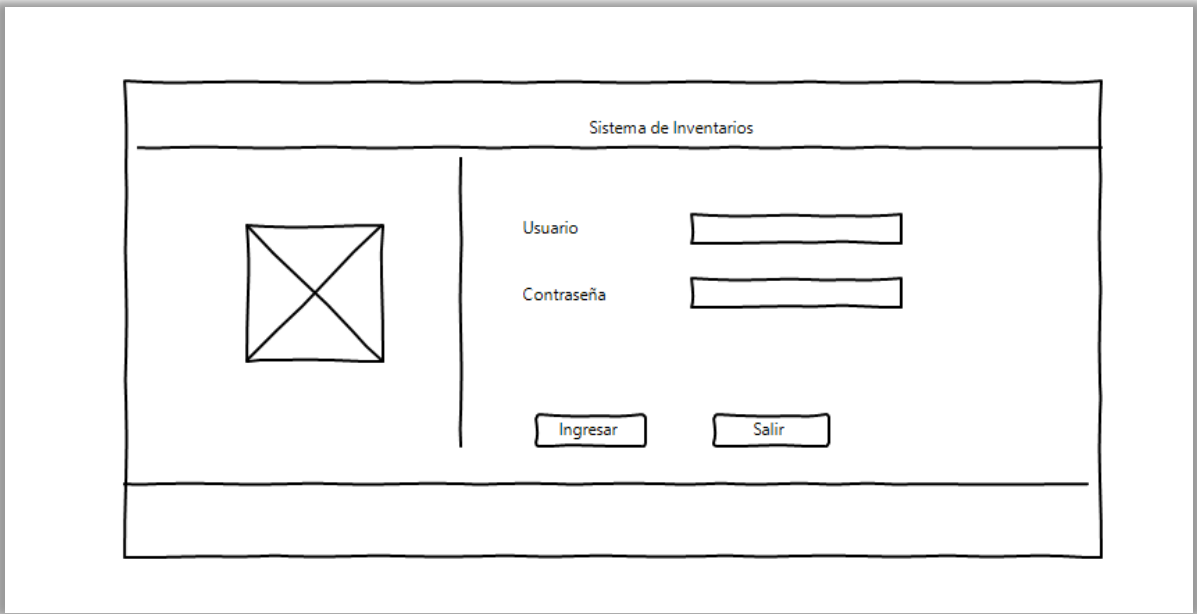 Sistema de Inventarios
Usuario
Contraseña
Ingresar
Salir